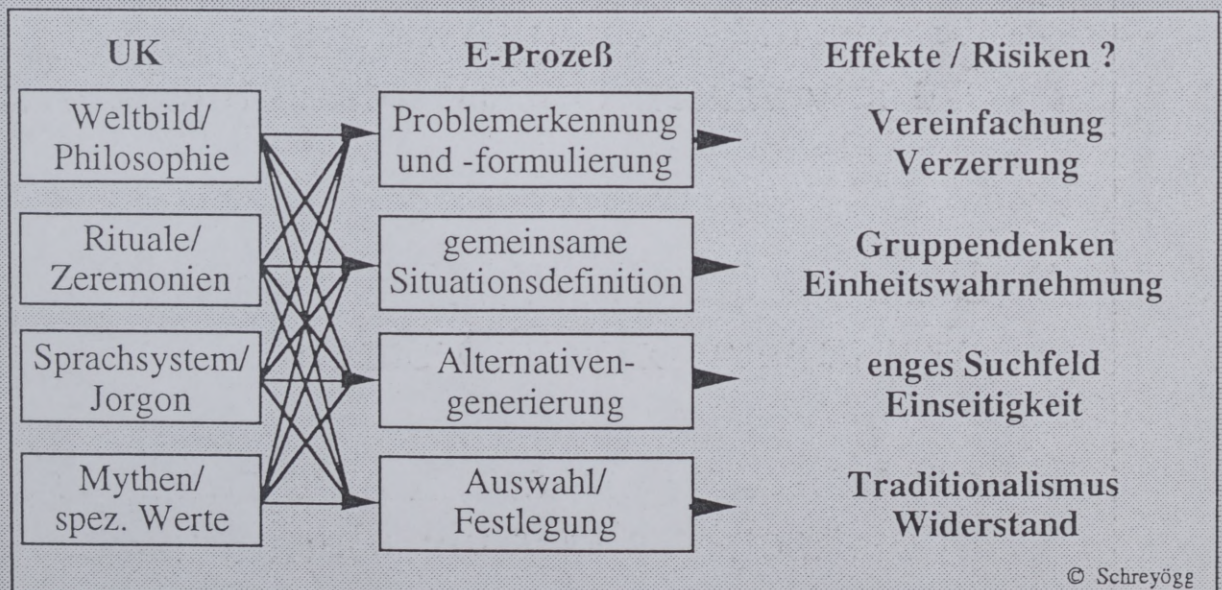 UK
E-Prozeß
Effekte / Risiken ?
Weltbild/
Philosophie
Problemerkennung
und -formulierung
Vereinfachung
Verzerrung
Rituale/
Zeremonien
gemeinsame
Situationsdefinition
Gruppendenken
Einheitswahrnehmung
Sprachsystem/
Jorgon
Alternativen-
generierung
enges Suchfeld
Einseitigkeit
Mythen/
spez. Werte
Auswahl/
Festlegung
Traditionalismus
Widerstand
© Schreyögg